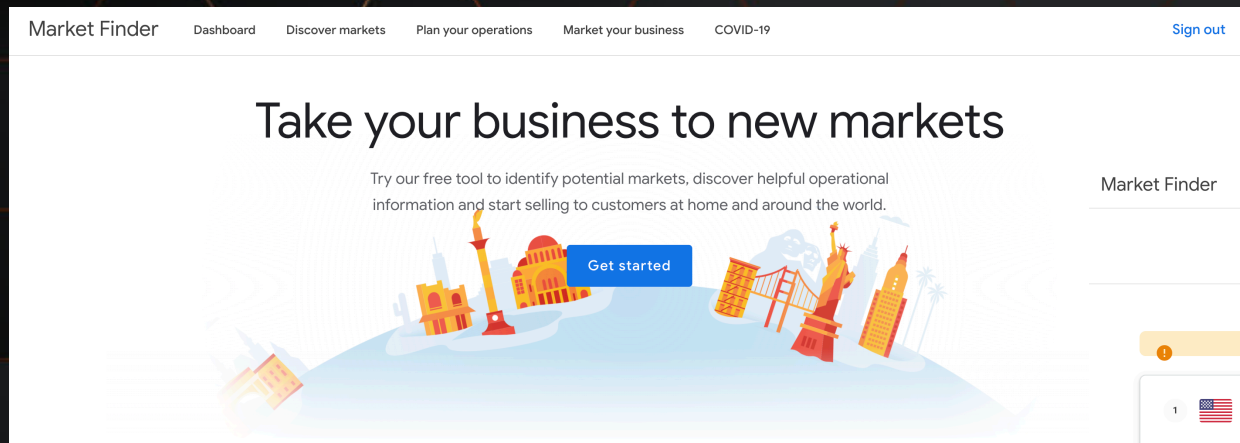 Market Finder
Dashboard
Discover markets
Plan your operations
Market your business
COVID-19
Sign out
Take your business to new markets
Try our free tool to identify potential markets, discover helpful operational
information and start selling to customers at home and around the world.
Get started
Market Finder
!
1